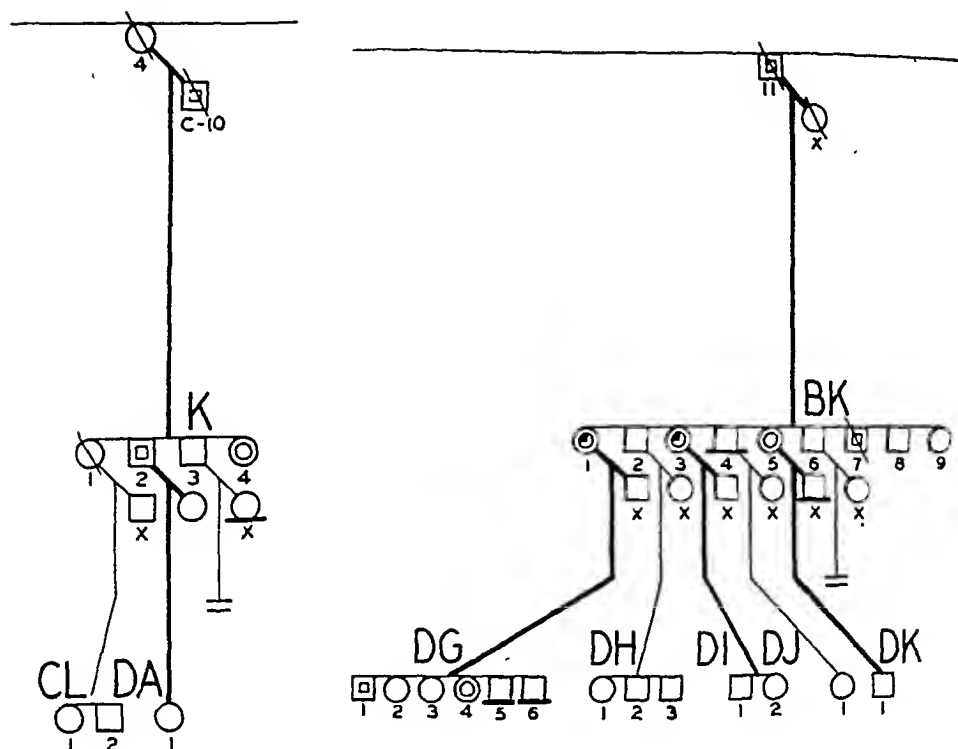 4
C-10
11
X
K
1 2 3 4
X X
CL DA
1 2 1
BK
1 2 3 4 5 6 7 8 9
X X X X X X
DG DH DI DJ DK
1 2 3 4 5 6 1 2 3 1 2 1 1